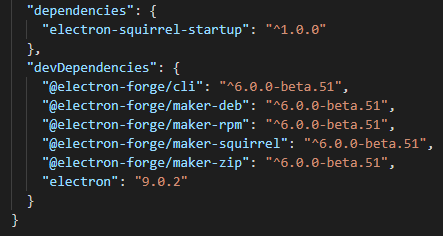 "dependencies": {
"electron-squirrel-startup": "^1.0.0"
},
"devDependencies": {
"@electron-forge/cli": "^6.0.0-beta.51",
"@electron-forge/maker-deb": "^6.0.0-beta.51",
"@electron-forge/maker-rpm": "^6.0.0-beta.51",
"@electron-forge/maker-squirrel": "^6.0.0-beta.51",
"@electron-forge/maker-zip": "^6.0.0-beta.51",
"electron": "9.0.2"
}
}